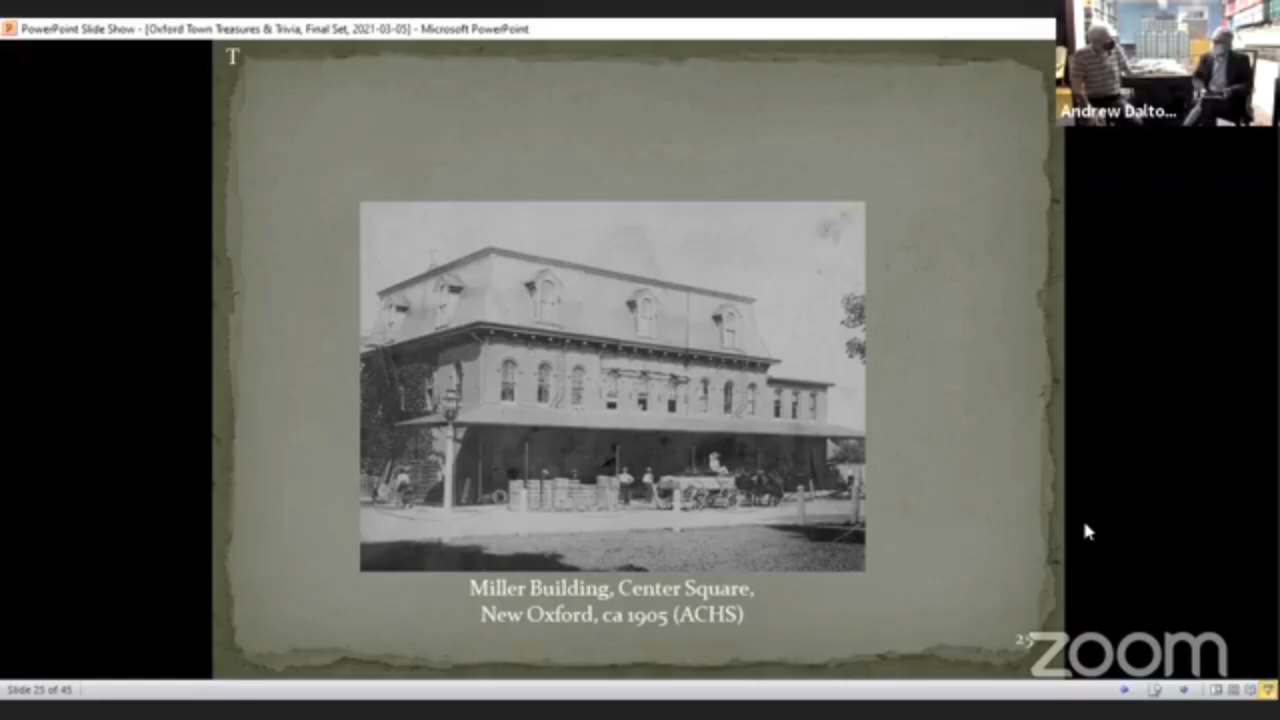 PowerPoint Slide Show - [Oxford Town Treasures & Trivia, Final Set, 2021-03-05] - Microsoft PowerPoint
T
Andrew Dalto...
Miller Building, Center Square,
New Oxford, ca 1905 (ACHS)
25
zoom
Slide 25 of 45